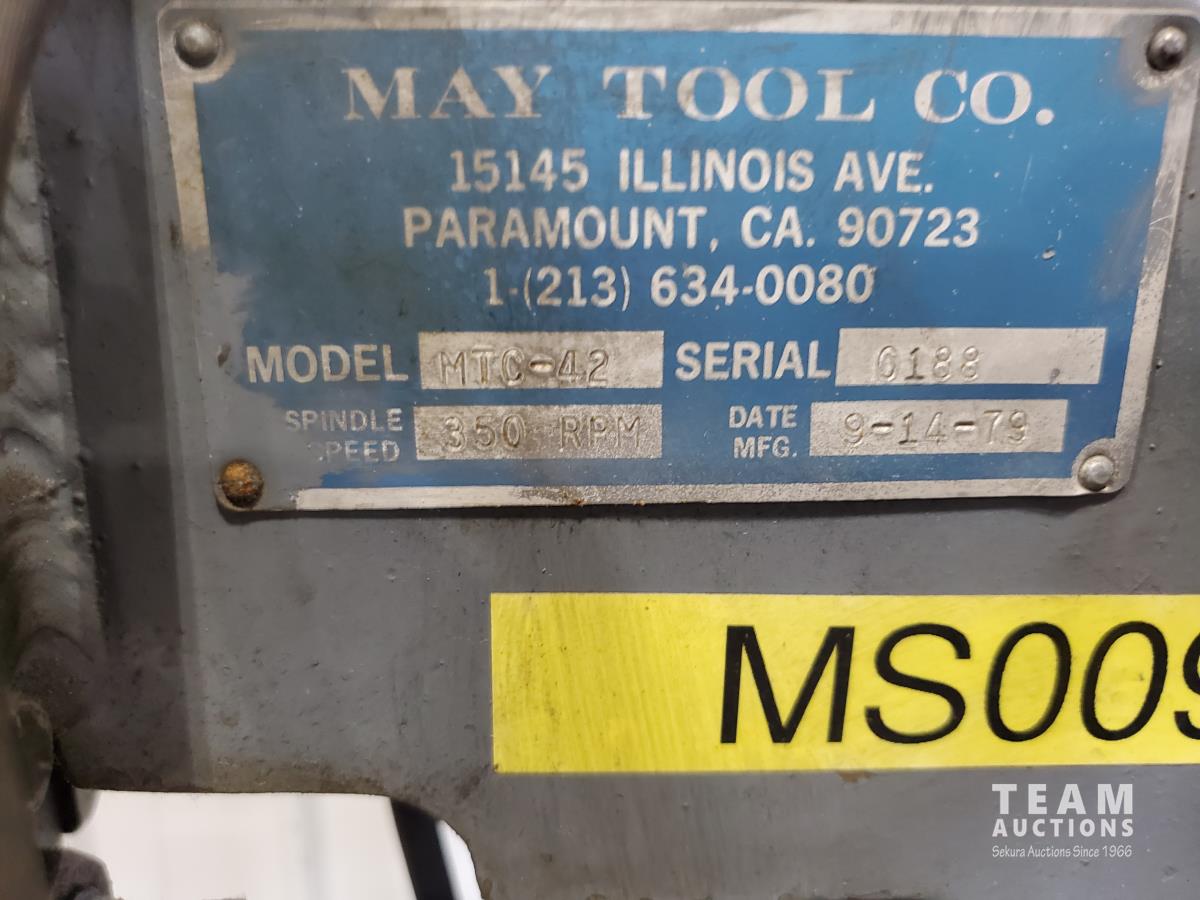 MAY TOOL CO.
15145 ILLINOIS AVE.
PARAMOUNT, CA. 90723
1-(213) 634-0080
MODEL MTC-42 SERIAL 0188
SPINDLE SPEED 350 RPM DATE MFG. 9-14-79
MS009
TEAM
AUCTIONS
Sekura Auctions Since 1966